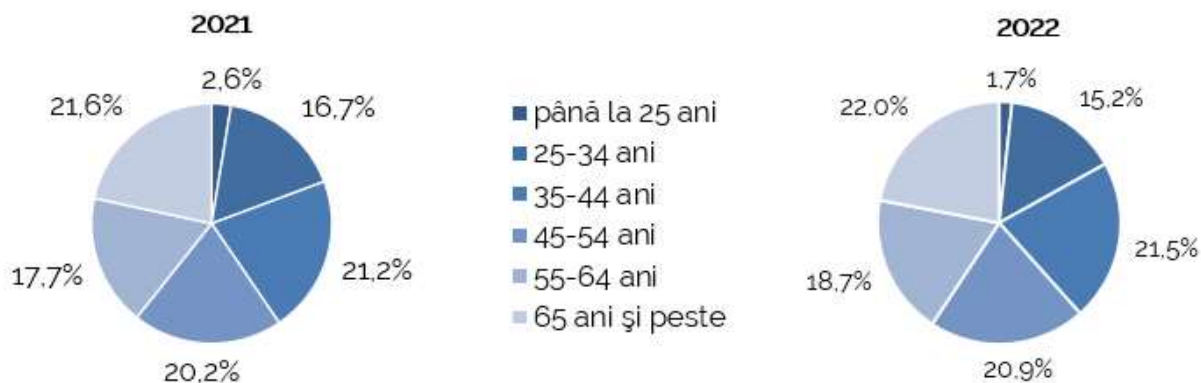 2021
2,6%
16,7%
21,2%
20,2%
17,7%
21,6%
până la 25 ani
25-34 ani
35-44 ani
45-54 ani
55-64 ani
65 ani și peste
2022
1,7%
15,2%
21,5%
20,9%
18,7%
22,0%